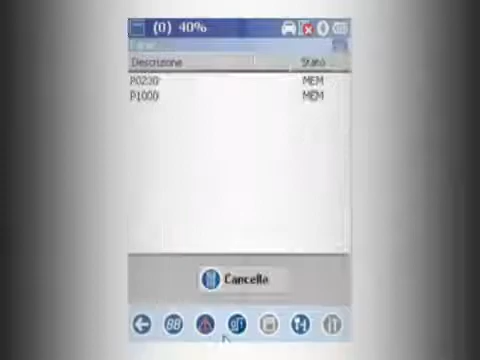 (0) 40%
Descrizione Stato
P0230 MEM
P1000 MEM
Cancella